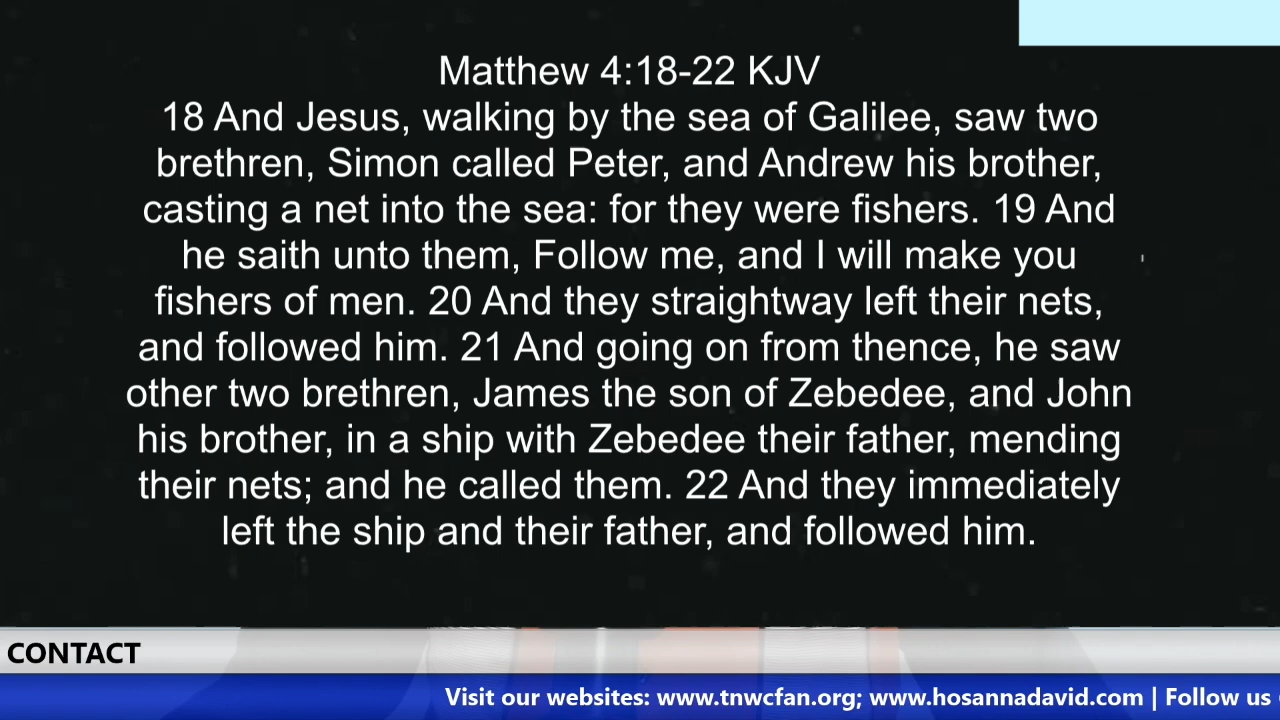 Matthew 4:18-22 KJV
18 And Jesus, walking by the sea of Galilee, saw two
brethren, Simon called Peter, and Andrew his brother,
casting a net into the sea: for they were fishers. 19 And
he saith unto them, Follow me, and I will make you
fishers of men. 20 And they straightway left their nets,
and followed him. 21 And going on from thence, he saw
other two brethren, James the son of Zebedee, and John
his brother, in a ship with Zebedee their father, mending
their nets; and he called them. 22 And they immediately
left the ship and their father, and followed him.
CONTACT
Visit our websites: www.tnwcfan.org; www.hosannadavid.com | Follow us